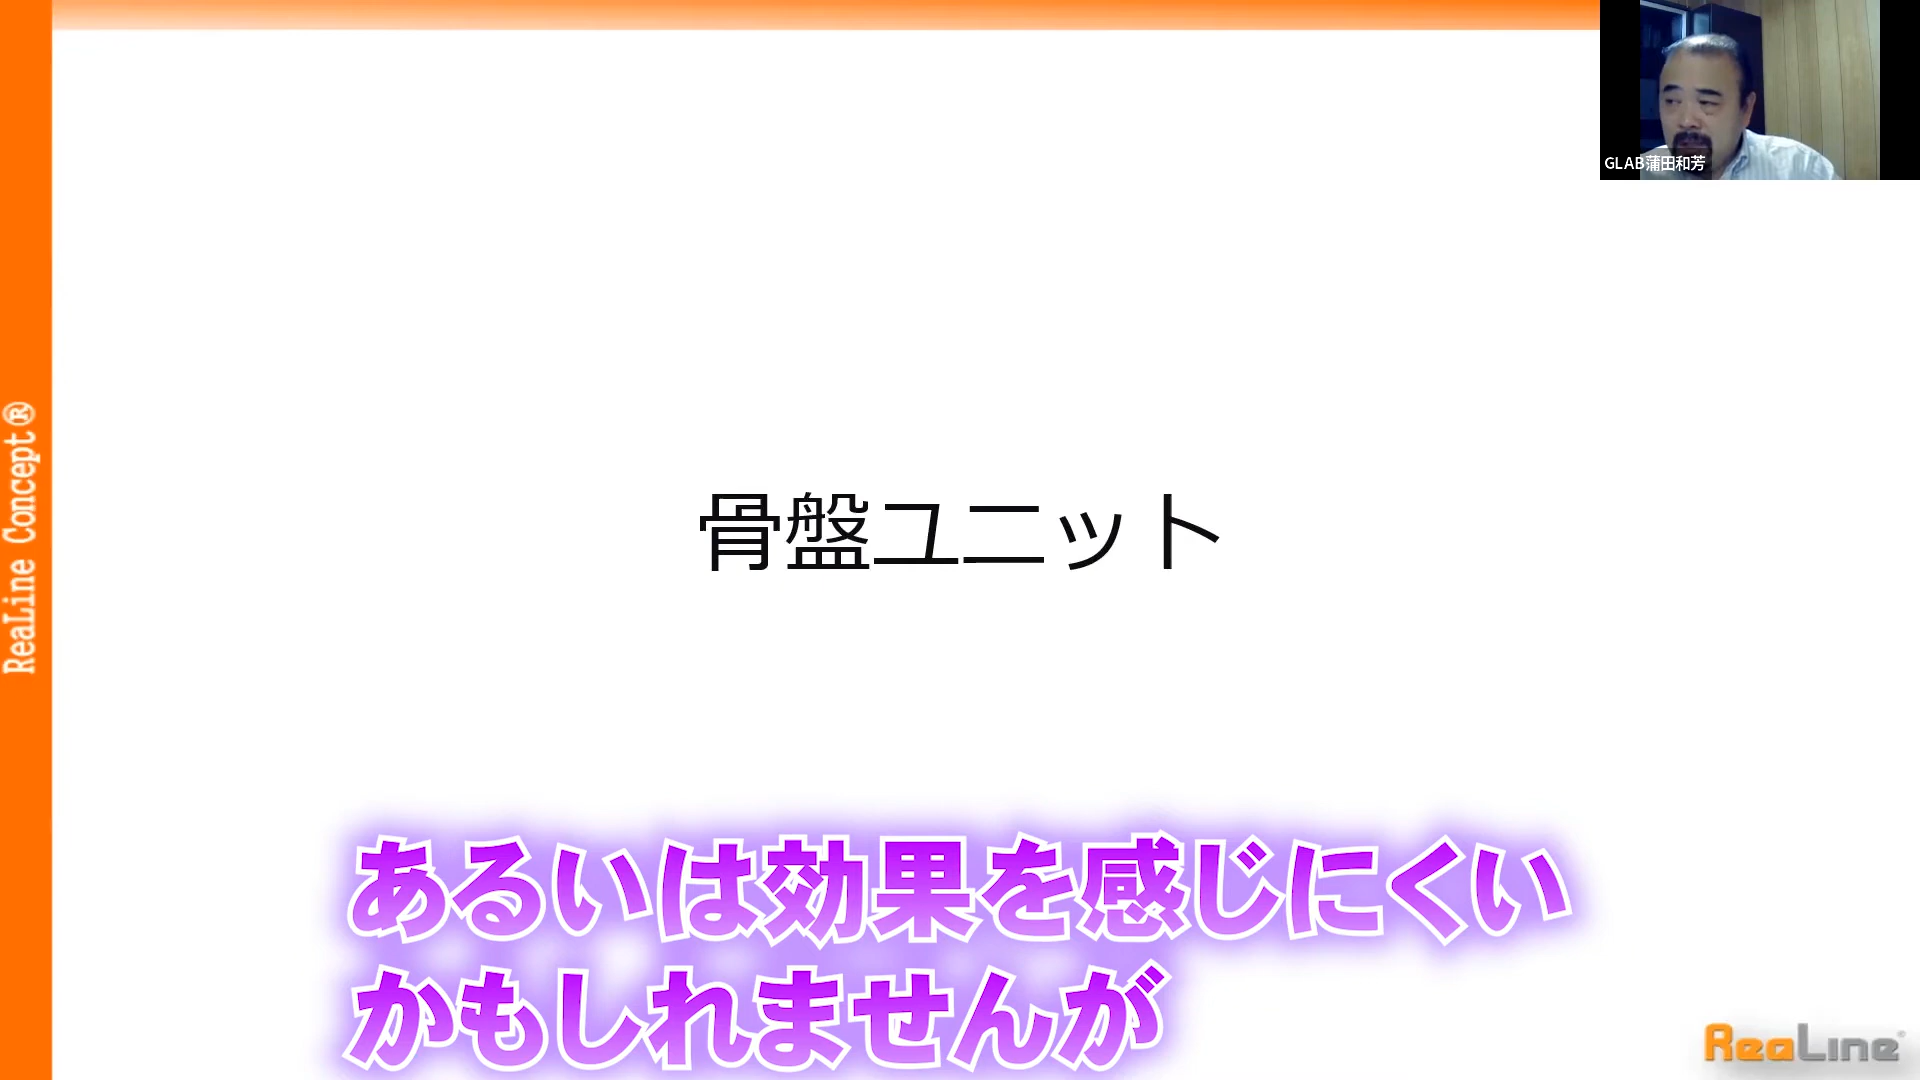 GLAB蒲田和芳
ReaLine Concept®
骨盤ユニット
あるいは効果を感じにくい
かもしれませんが
ReaLine®